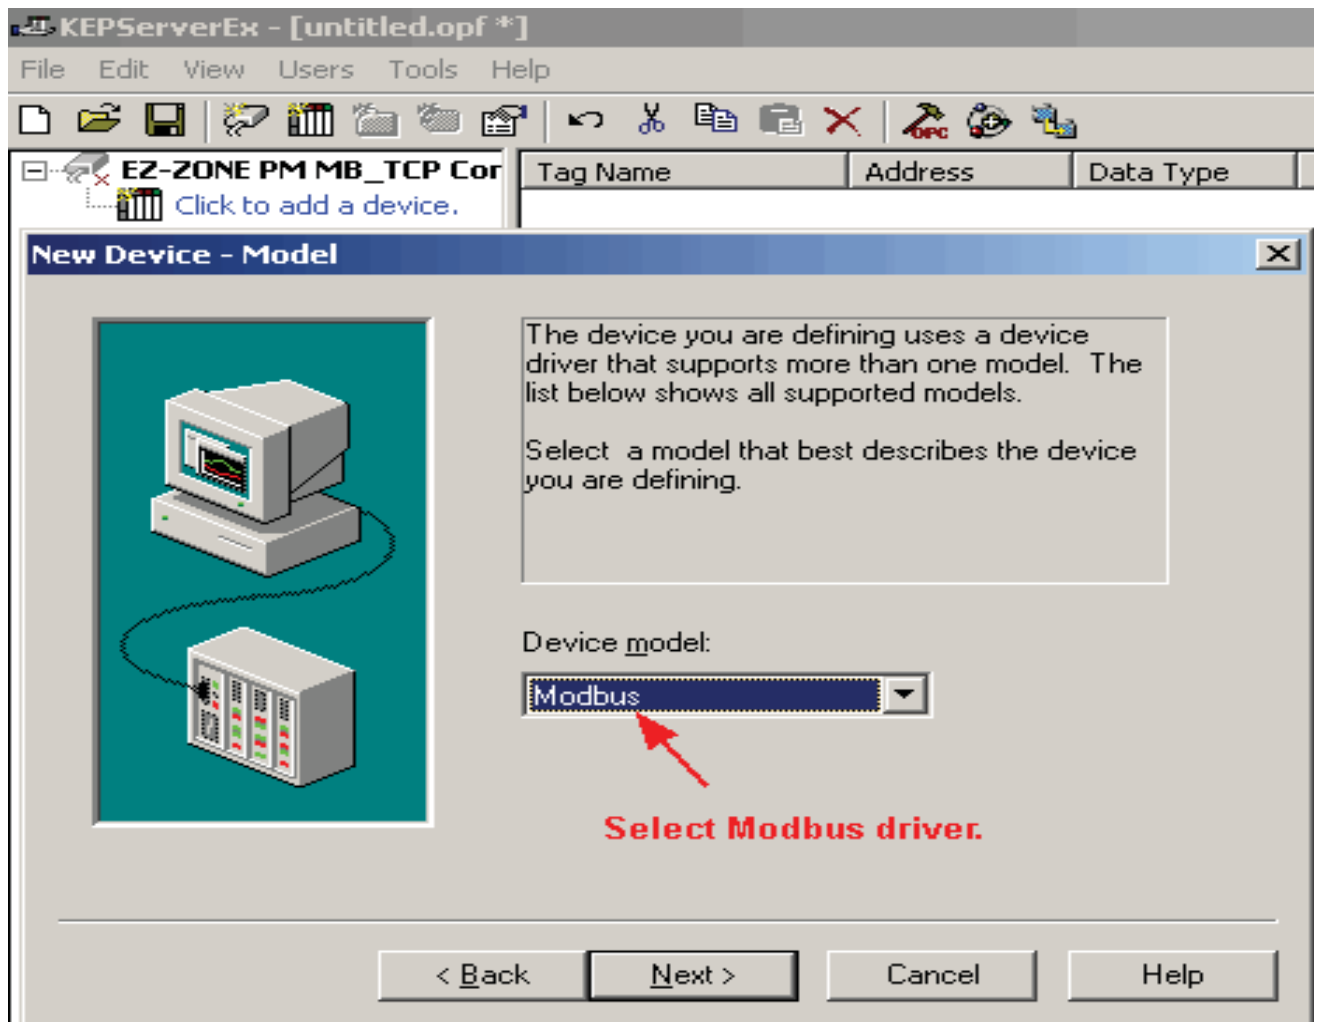 KEPServerEx - [untitled.opf *]
File Edit View Users Tools Help
OPC
EZ-ZONE PM MB_TCP Cor
Click to add a device.
Tag Name Address Data Type
New Device - Model
The device you are defining uses a device
driver that supports more than one model. The
list below shows all supported models.
Select a model that best describes the device
you are defining.
Device model:
Modbus
Select Modbus driver.
< Back Next > Cancel Help